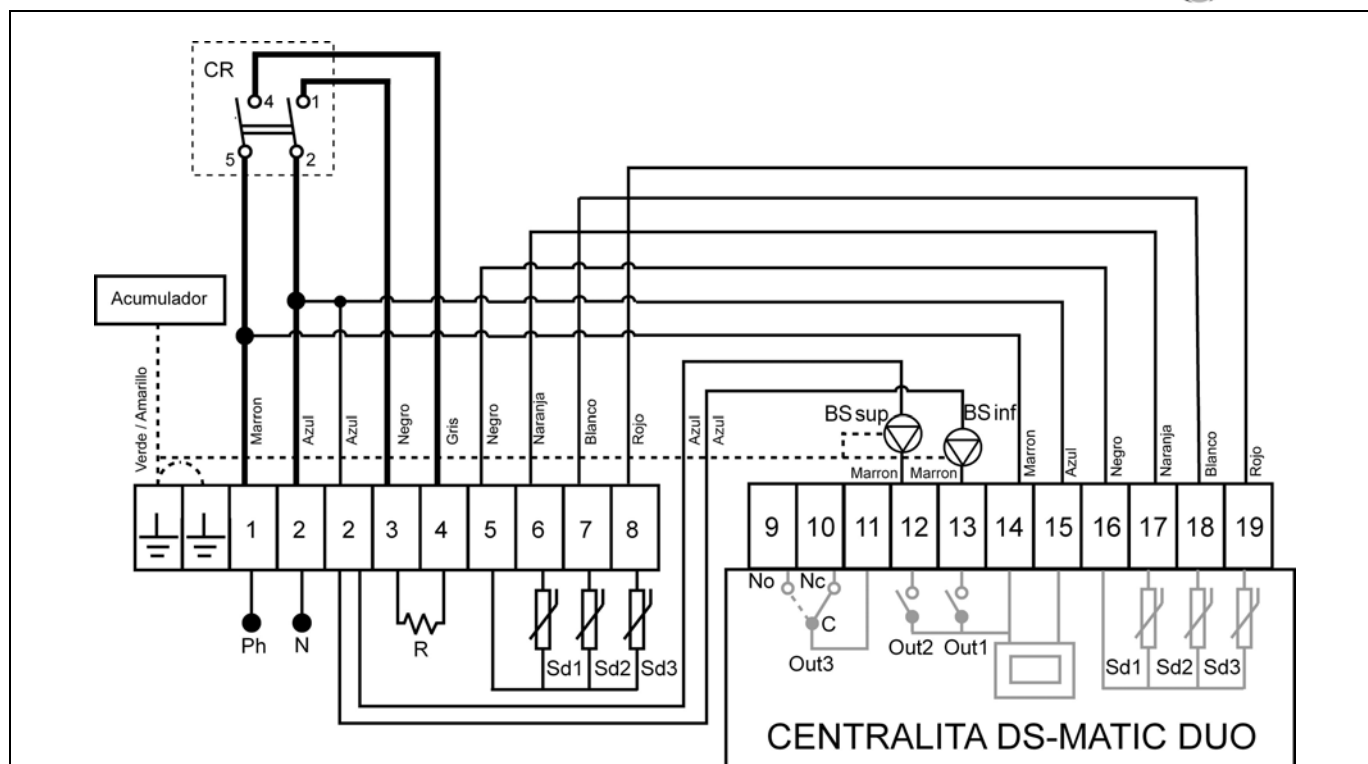 CR
4
1
5
2
Acumulador
Verde / Amarillo
Marron
Azul
Azul
Negro
Gris
Negro
Naranja
Blanco
Rojo
Azul
Azul
BS sup
BS inf
Marron
Marron
Marron
Azul
Negro
Naranja
Blanco
Rojo
1 2 2 3 4 5 6 7 8
9 10 11 12 13 14 15 16 17 18 19
Ph
N
R
Sd1
Sd2
Sd3
No
Nc
C
Out3
Out2
Out1
Sd1
Sd2
Sd3
CENTRALITA DS-MATIC DUO